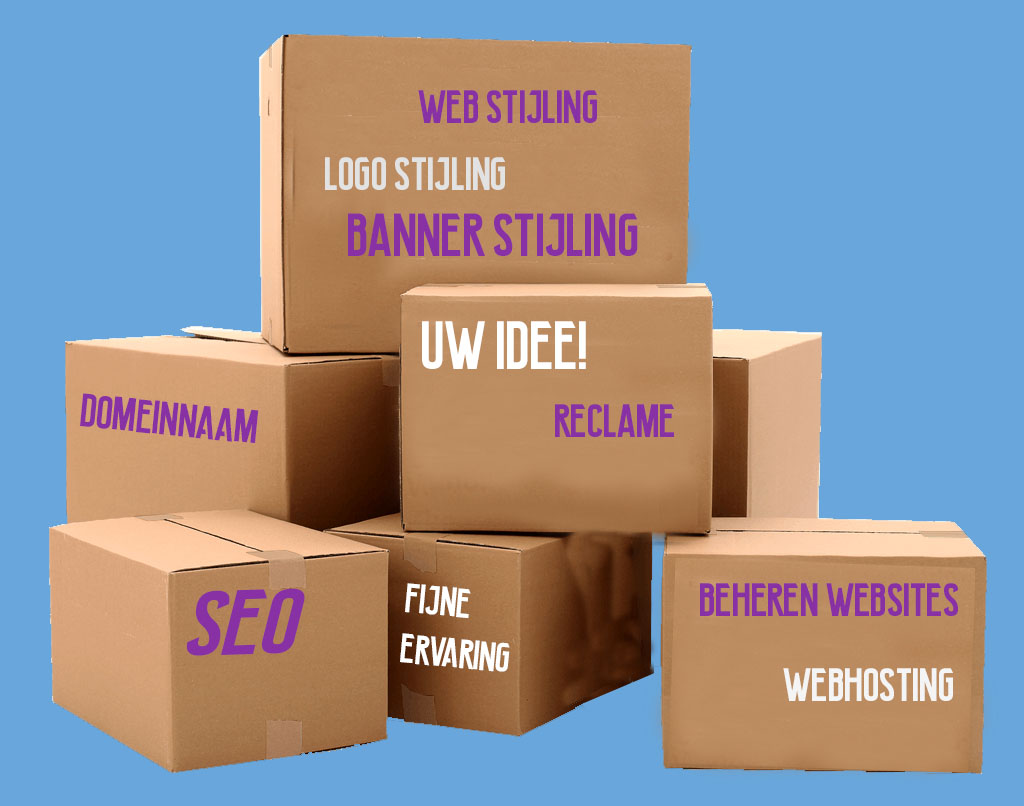 WEB STIJLING
LOGO STIJLING
BANNER STIJLING
UW IDEE!
RECLAME
DOMEINNAAM
SEO
FIJNE
ERVARING
BEHEREN WEBSITES
WEBHOSTING